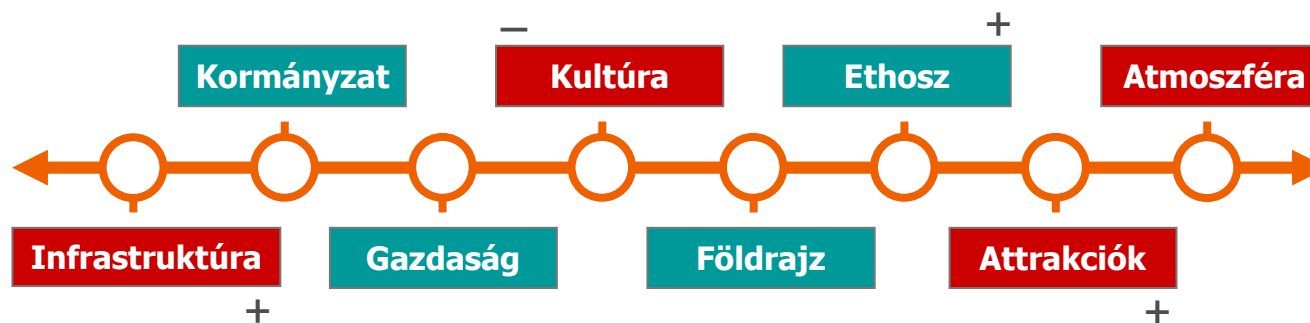 – +
Kormányzat Kultúra Ethosz Atmoszféra
Infrastruktúra Gazdaság Földrajz Attrakciók
+ +